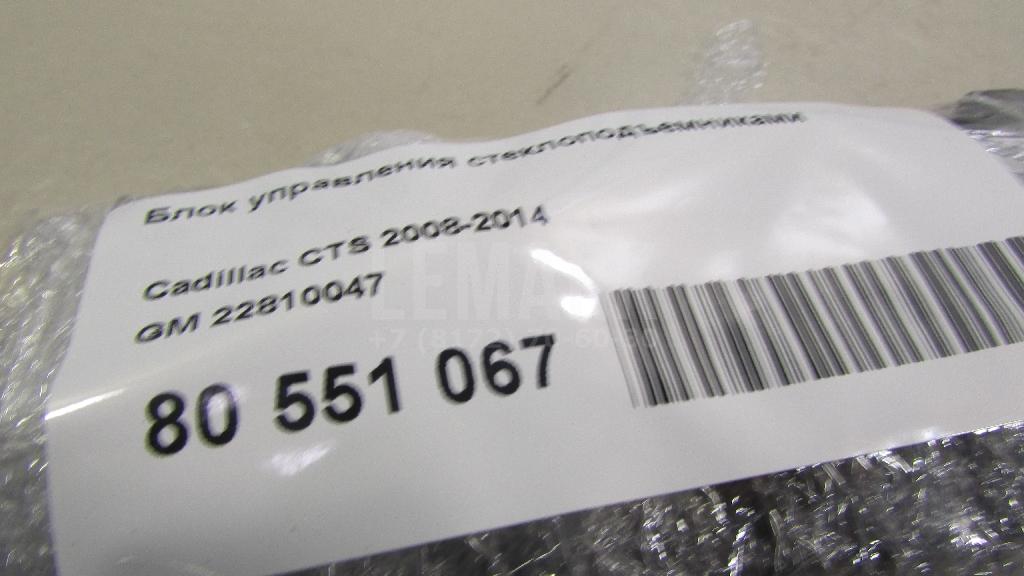 Блок управления стеклоподъемниками
Cadillac CTS 2008-2014
GM 22810047
80 551 067